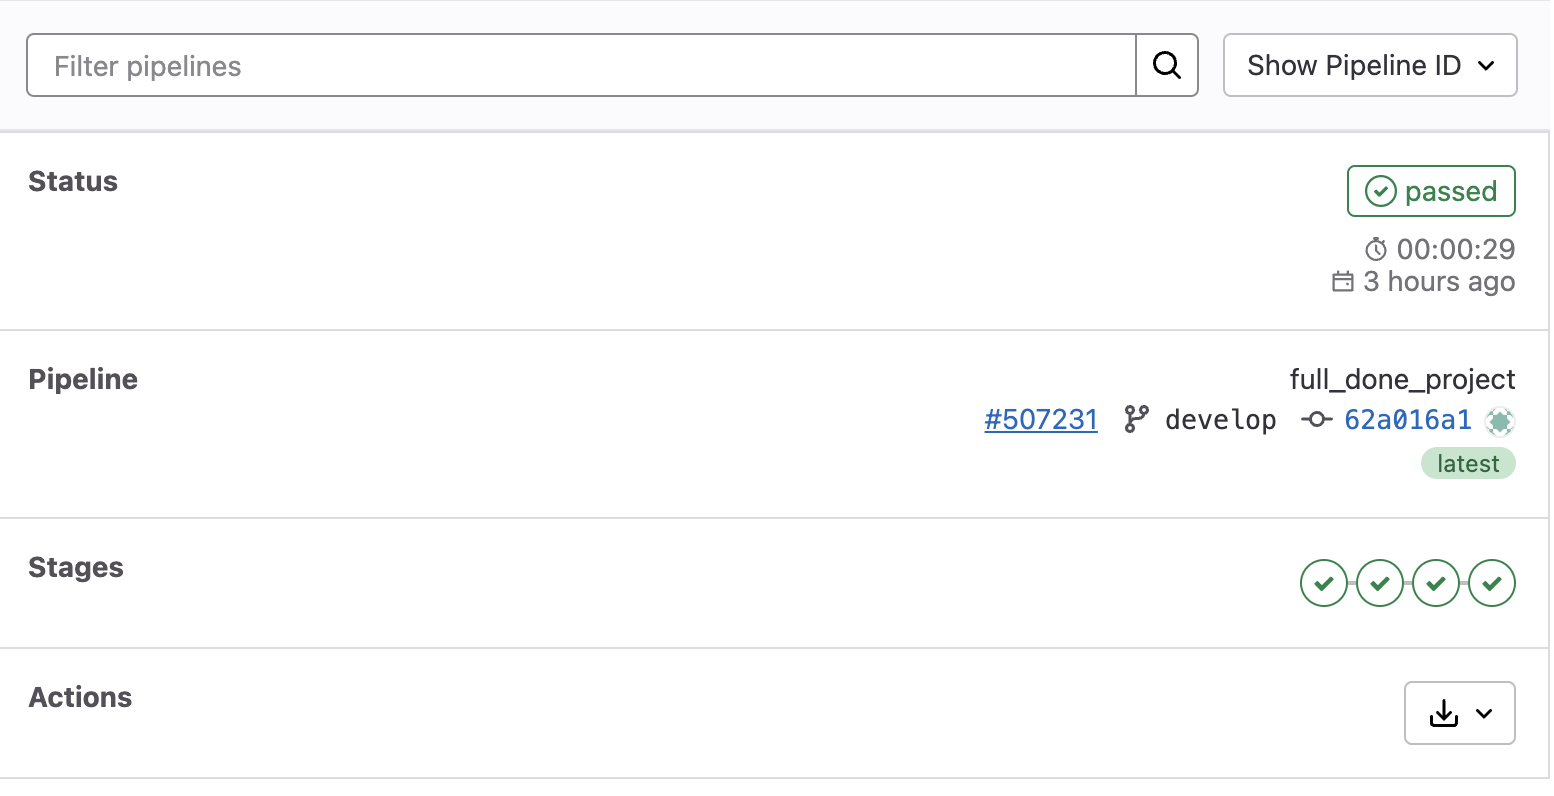 Filter pipelines
Show Pipeline ID
Status
passed
00:00:29
3 hours ago
Pipeline
full_done_project
#507231 develop 62a016a1
latest
Stages
Actions